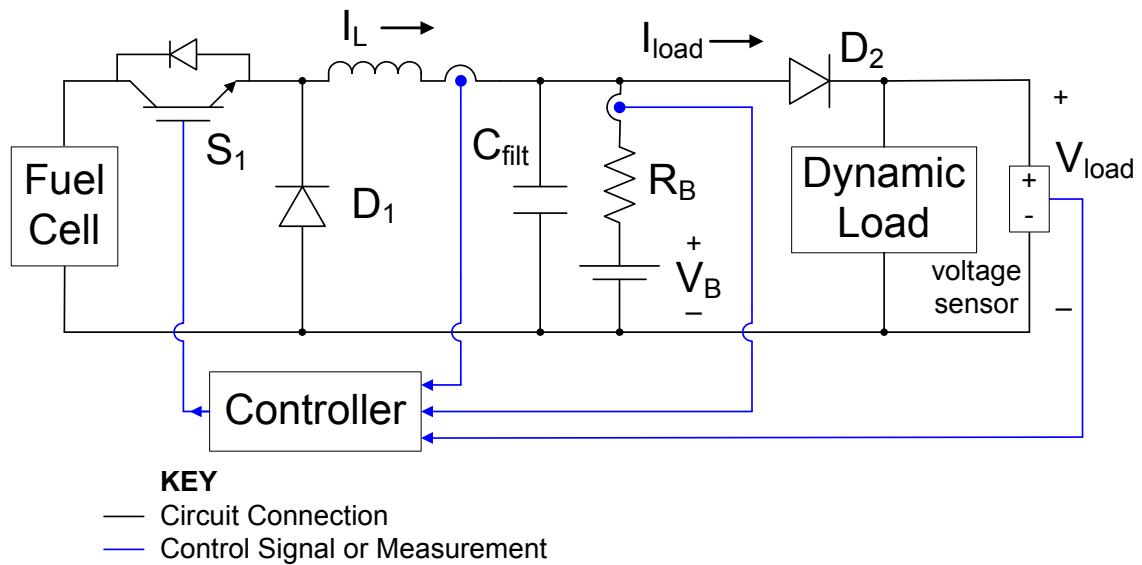 I_L
I_load
D_2
S_1
Fuel
Cell
D_1
C_filt
R_B
+
V_B
–
Dynamic
Load
+
V_load
+
-
voltage
sensor
–
Controller
KEY
Circuit Connection
Control Signal or Measurement